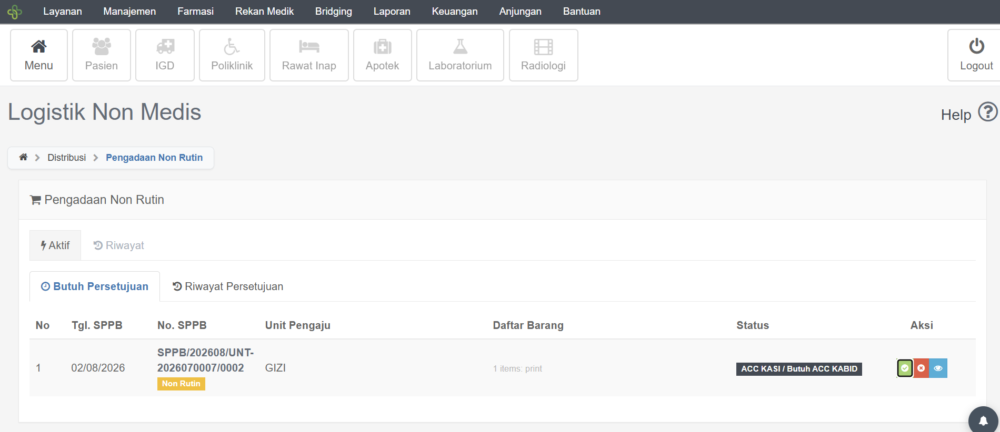 Layanan Manajemen Farmasi Rekan Medik Bridging Laporan Keuangan Anjungan Bantuan
Menu Pasien IGD Poliklinik Rawat Inap Apotek Laboratorium Radiologi Logout
Logistik Non Medis
Help
Distribusi Pengadaan Non Rutin
Pengadaan Non Rutin
Aktif Riwayat
Butuh Persetujuan Riwayat Persetujuan
No Tgl. SPPB No. SPPB Unit Pengaju Daftar Barang Status Aksi
SPPB/202608/UNT-
1 02/08/2026 2026070007/0002 GIZI 1 items: print ACC KASI / Butuh ACC KABID
Non Rutin